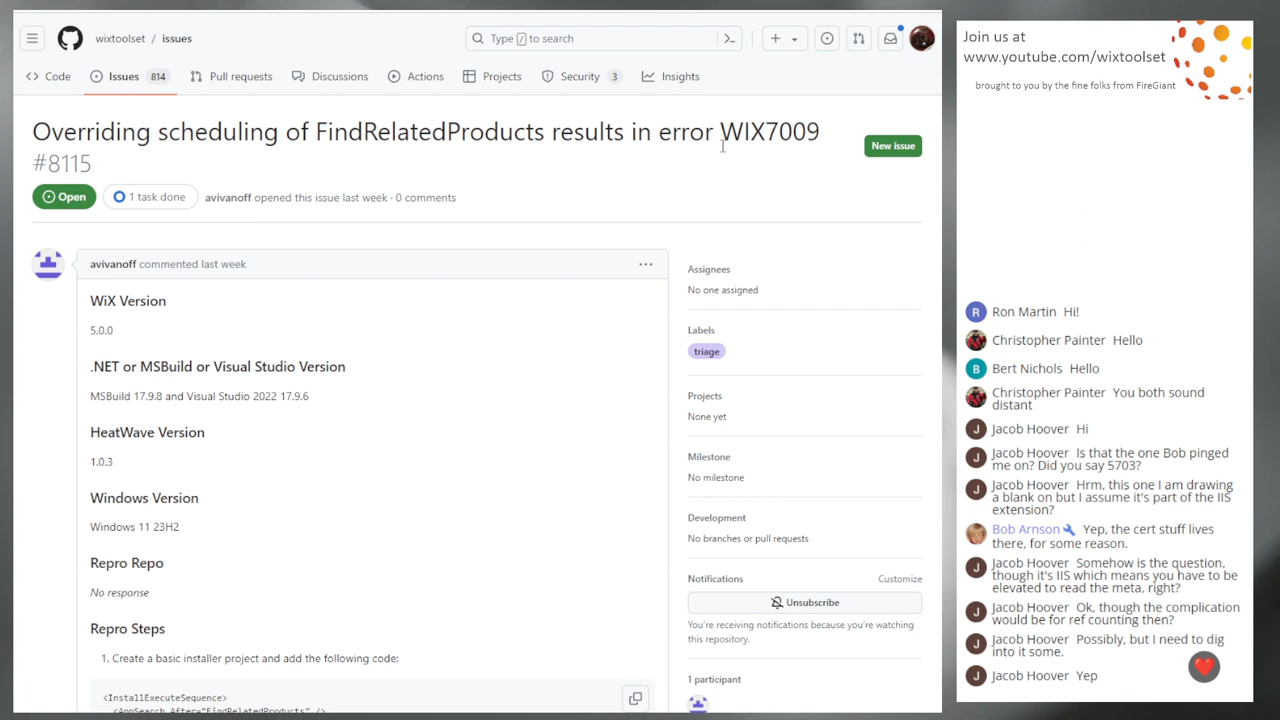 wixtoolset / issues
Type / to search
Code
Issues 814
Pull requests
Discussions
Actions
Projects
Security 3
Insights
Overriding scheduling of FindRelatedProducts results in error WIX7009
#8115
New issue
Open
1 task done
avivanoff opened this issue last week · 0 comments
avivanoff commented last week
WiX Version
5.0.0
.NET or MSBuild or Visual Studio Version
MSBuild 17.9.8 and Visual Studio 2022 17.9.6
HeatWave Version
1.0.3
Windows Version
Windows 11 23H2
Repro Repo
No response
Repro Steps
1. Create a basic installer project and add the following code:
<InstallExecuteSequence>
<AppSearch After="FindRelatedProducts" />
Assignees
No one assigned
Labels
triage
Projects
None yet
Milestone
No milestone
Development
No branches or pull requests
Notifications
Customize
Unsubscribe
You're receiving notifications because you're watching
this repository.
1 participant
Join us at
www.youtube.com/wixtoolset
brought to you by the fine folks from FireGiant
R Ron Martin Hi!
Christopher Painter Hello
B Bert Nichols Hello
Christopher Painter You both sound
distant
J Jacob Hoover Hi
J Jacob Hoover Is that the one Bob pinged
me on? Did you say 5703?
J Jacob Hoover Hrm, this one I am drawing
a blank on but I assume it's part of the IIS
extension?
Bob Arnson Yep, the cert stuff lives
there, for some reason.
J Jacob Hoover Somehow is the question,
though it's IIS which means you have to be
elevated to read the meta, right?
J Jacob Hoover Ok, though the complication
would be for ref counting then?
J Jacob Hoover Possibly, but I need to dig
into it some.
J Jacob Hoover Yep